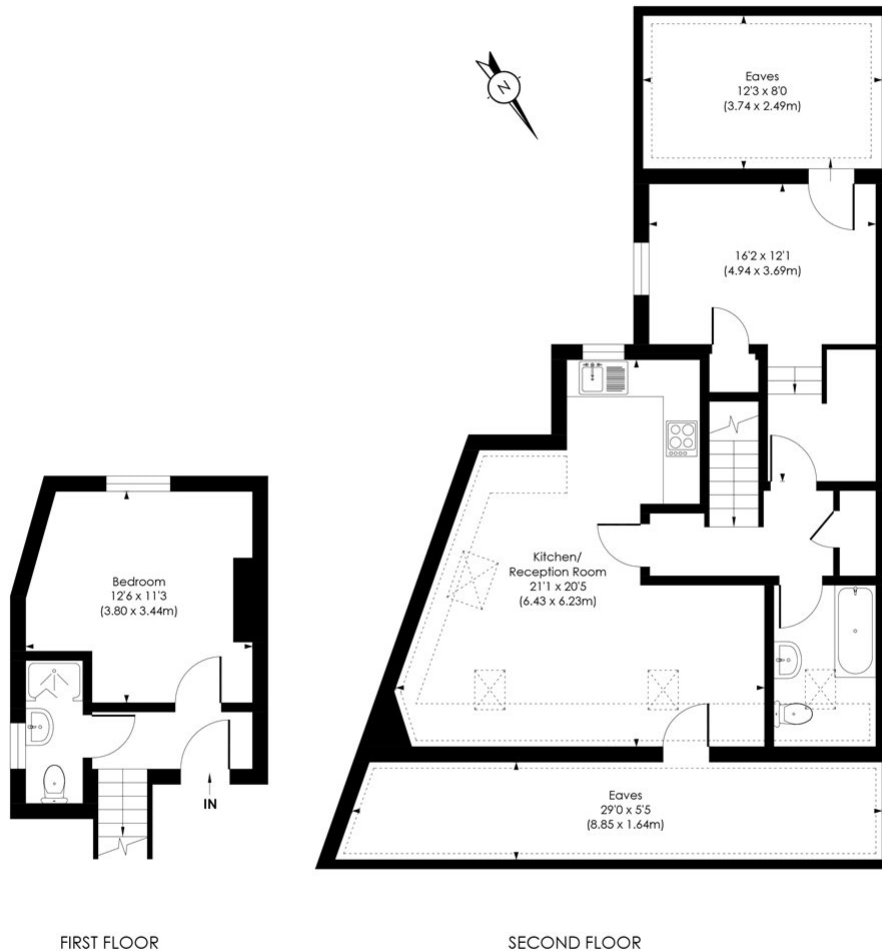 Eaves
12'3 x 8'0
(3.74 x 2.49m)
N
16'2 x 12'1
(4.94 x 3.69m)
Kitchen/
Reception Room
21'1 x 20'5
(6.43 x 6.23m)
Bedroom
12'6 x 11'3
(3.80 x 3.44m)
IN
Eaves
29'0 x 5'5
(8.85 x 1.64m)
FIRST FLOOR
SECOND FLOOR